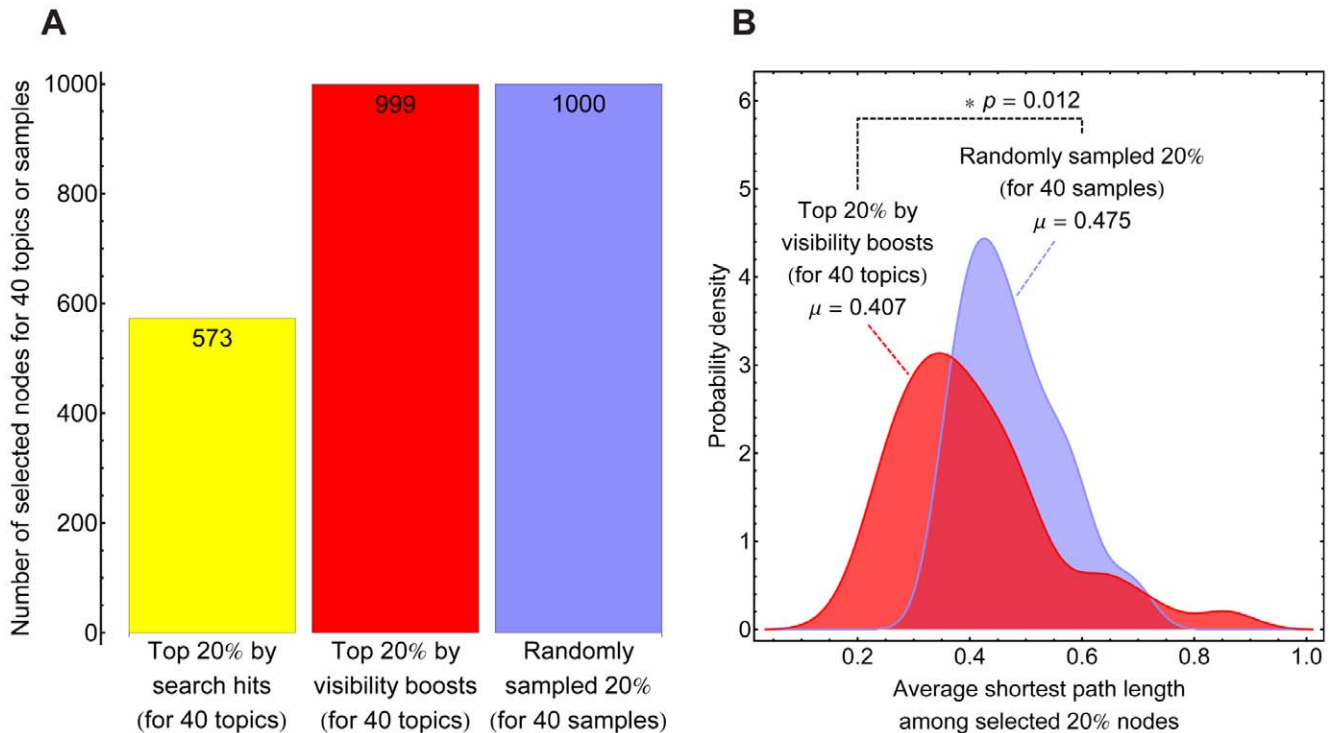 A
Number of selected nodes for 40 topics or samples
1000
800
600
400
200
0
573
999
1000
Top 20% by
search hits
(for 40 topics)
Top 20% by
visibility boosts
(for 40 topics)
Randomly
sampled 20%
(for 40 samples)
B
Probability density
6
5
4
3
2
1
0
* p = 0.012
Randomly sampled 20%
(for 40 samples)
μ = 0.475
Top 20% by
visibility boosts
(for 40 topics)
μ = 0.407
0.2
0.4
0.6
0.8
1.0
Average shortest path length
among selected 20% nodes